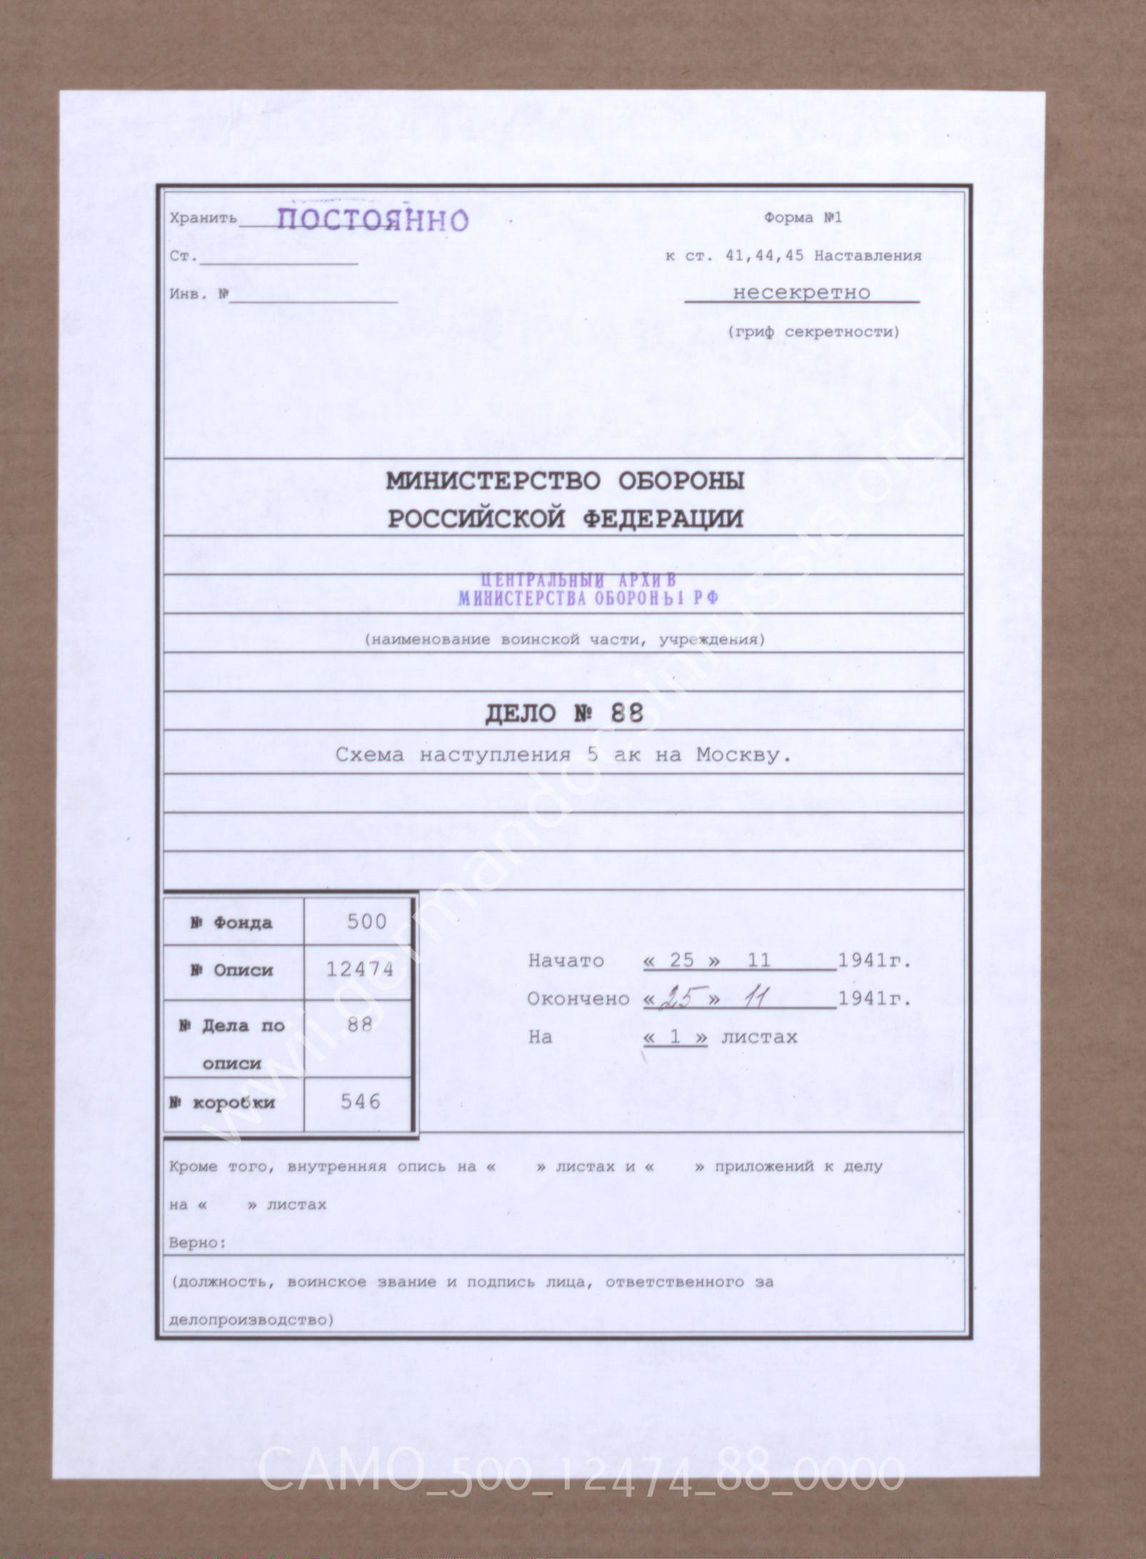 Хранить ПОСТОЯННО
Форма №1
Ст.
к ст. 41,44,45 Наставления
Инв. №
несекретно
(гриф секретности)
МИНИСТЕРСТВО ОБОРОНЫ
РОССИЙСКОЙ ФЕДЕРАЦИИ
ЦЕНТРАЛЬНЫЙ АРХИВ
МИНИСТЕРСТВА ОБОРОНЫ РФ
(наименование воинской части, учреждения)
ДЕЛО № 88
Схема наступления 5 ак на Москву.
№ Фонда 500
№ Описи 12474
№ Дела по 88
описи
№ коробки 546
Начато « 25 » 11 1941г.
Окончено « 25 » 11 1941г.
На « 1 » листах
Кроме того, внутренняя опись на « » листах и « » приложений к делу
на « » листах
Верно:
(должность, воинское звание и подпись лица, ответственного за
делопроизводство)
wwii.germandocsinrussia.org
CAMO_500_12474_88_0000